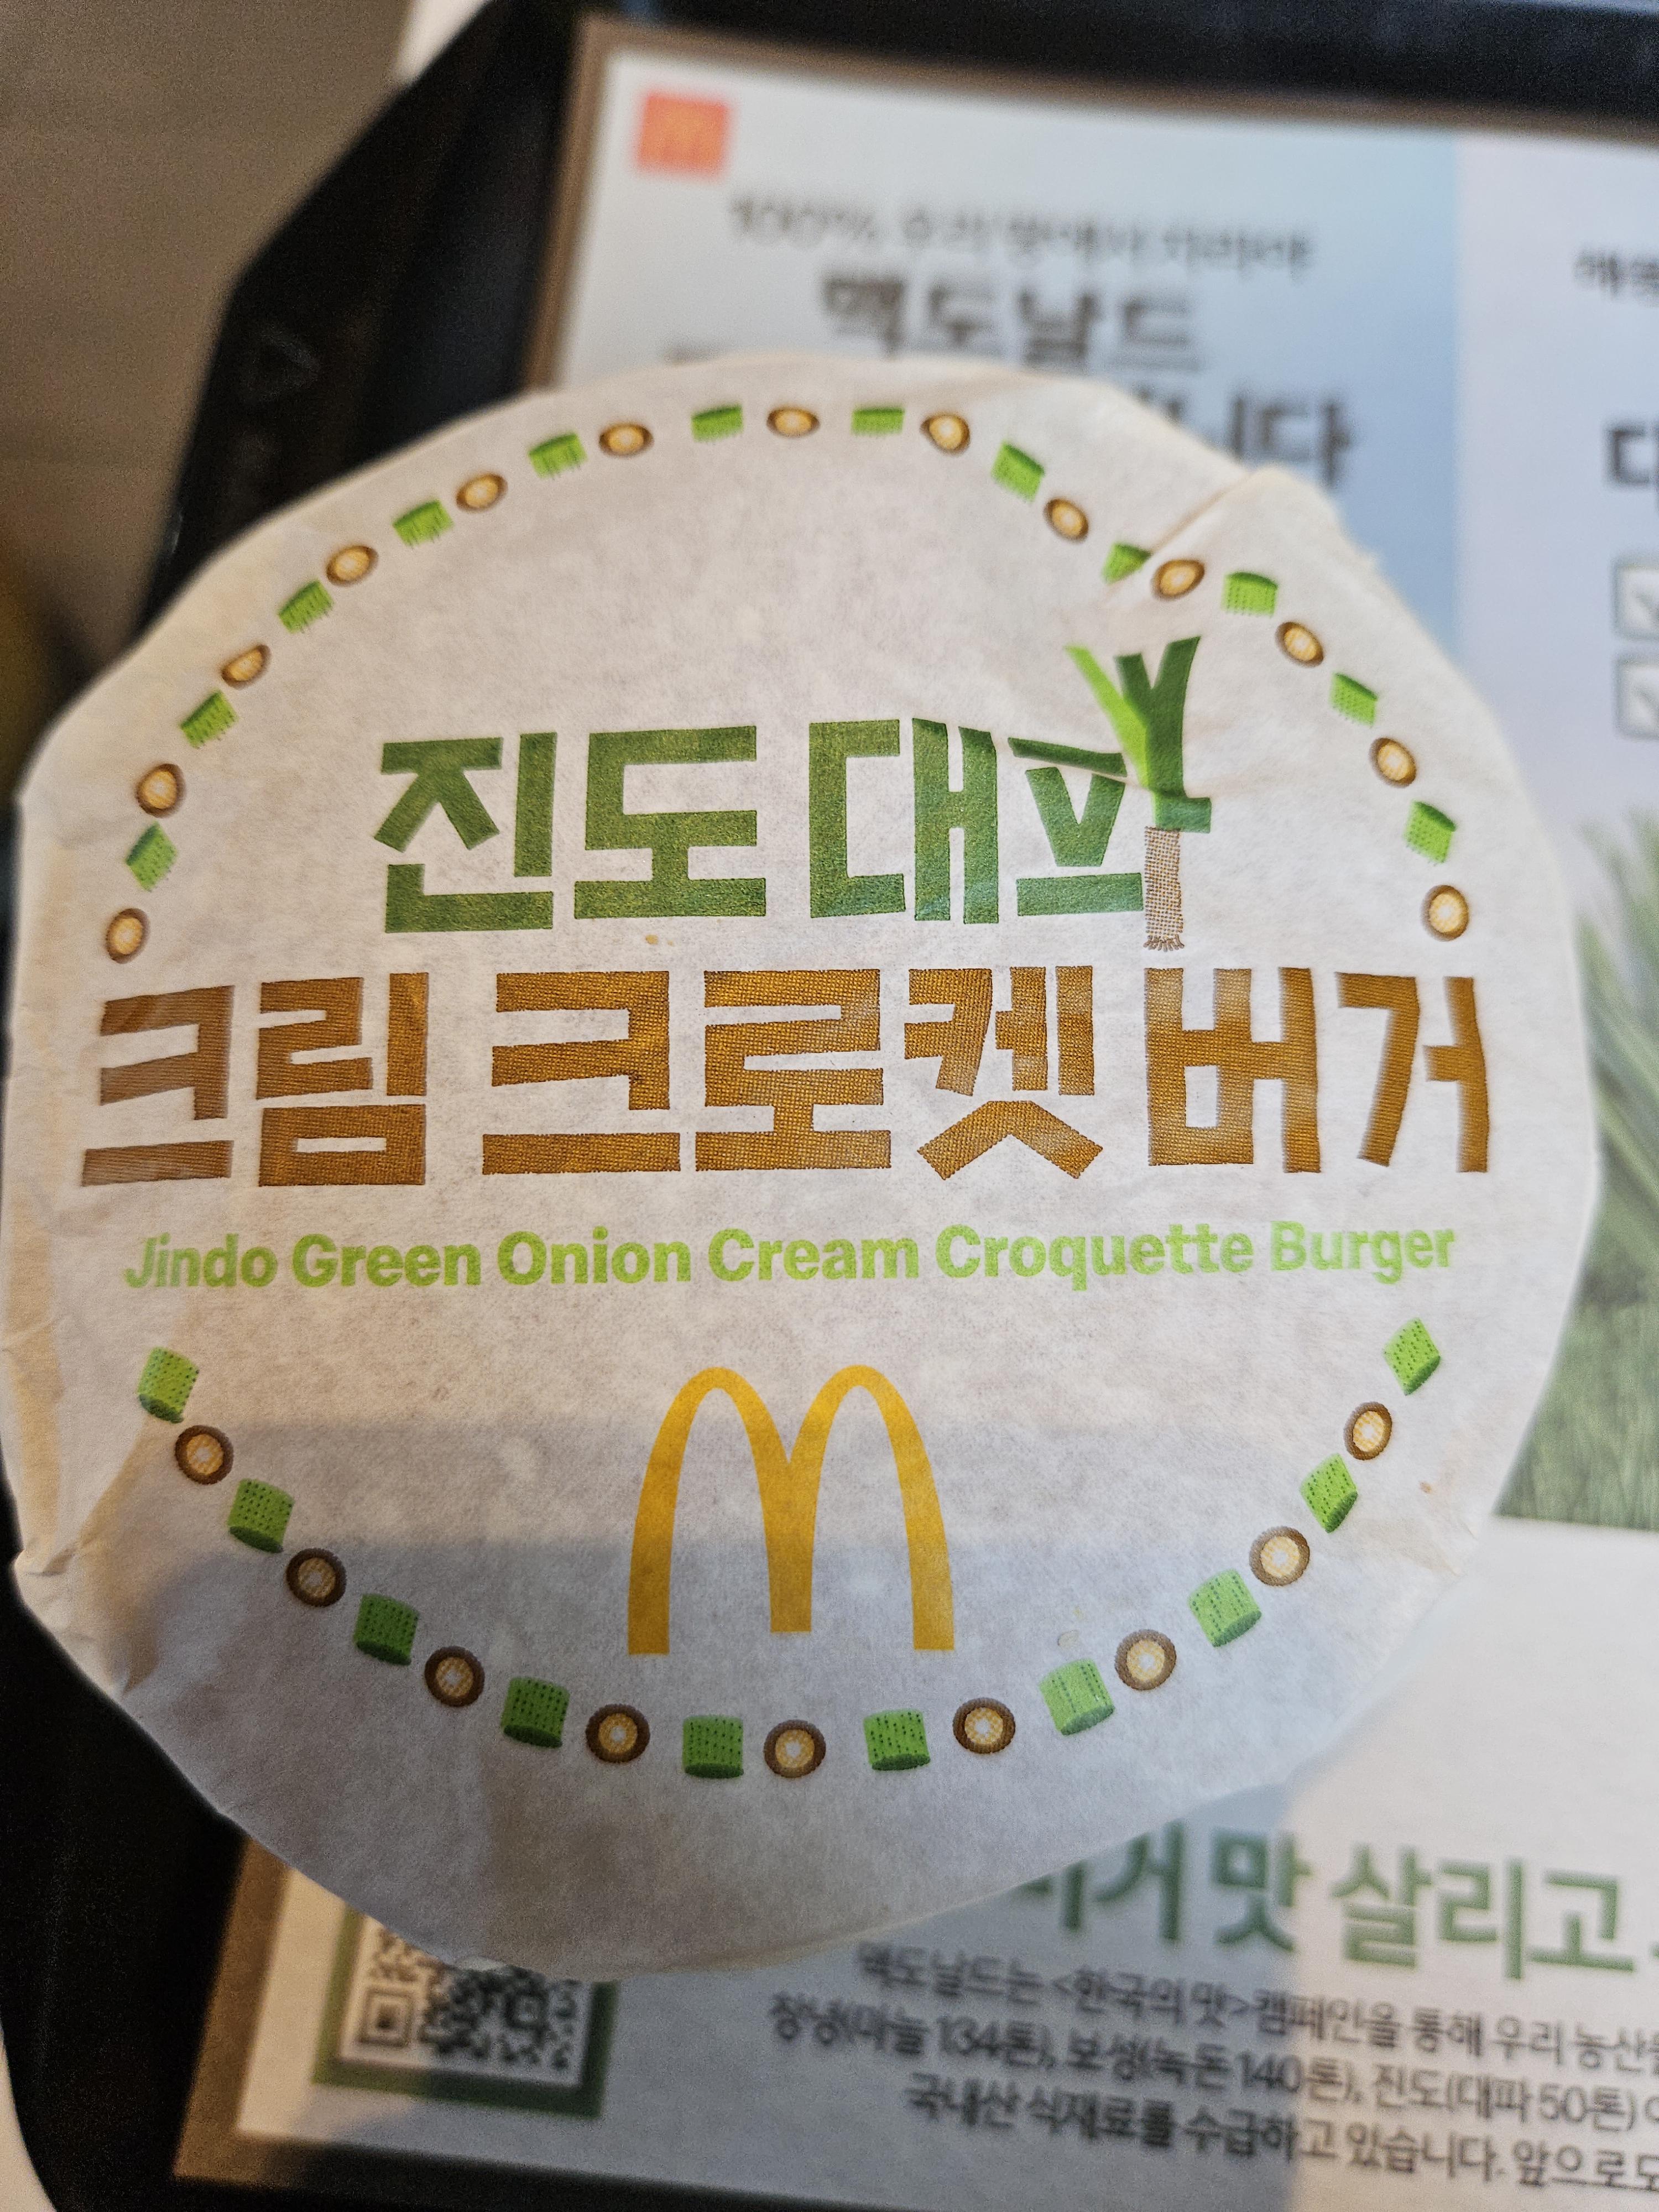 맥도날드
니다
진도 대파
크림 크로켓 버거
Jindo Green Onion Cream Croquette Burger
버거 맛 살리고
맥도날드는 <한국의 맛> 캠페인을 통해 우리 농산물
창녕(마늘 134톤), 보성(녹돈 140톤), 진도(대파 50톤)
국내산 식재료를 수급하고 있습니다. 앞으로도